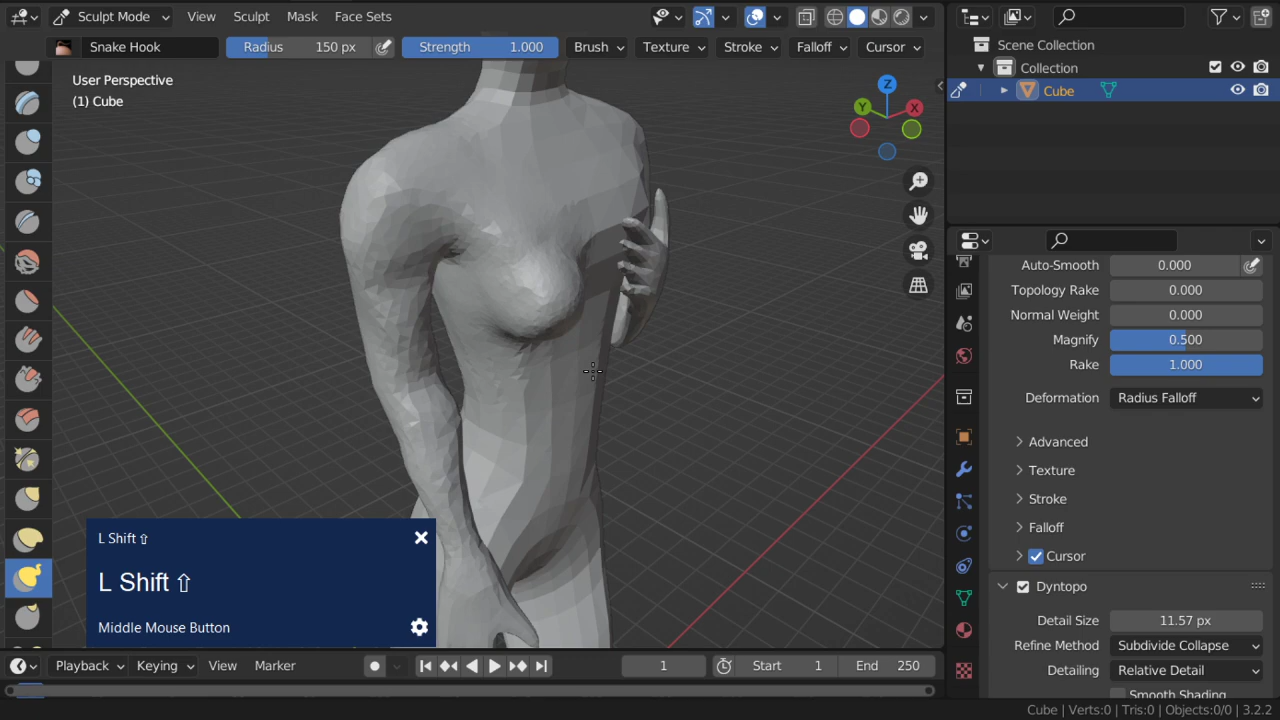 Sculpt Mode View Sculpt Mask Face Sets
Snake Hook Radius 150 px Strength 1.000 Brush Texture Stroke Falloff Cursor
User Perspective
(1) Cube
Z
Y
X
L Shift ⇧
L Shift ⇧
Middle Mouse Button
Playback Keying View Marker 1 Start 1 End 250
Scene Collection
Collection
Cube
Auto-Smooth 0.000
Topology Rake 0.000
Normal Weight 0.000
Magnify 0.500
Rake 1.000
Deformation Radius Falloff
Advanced
Texture
Stroke
Falloff
Cursor
Dyntopo
Detail Size 11.57 px
Refine Method Subdivide Collapse
Detailing Relative Detail
Smooth Shading
Cube | Verts:0 | Tris:0 | Objects:0/0 | 3.2.2